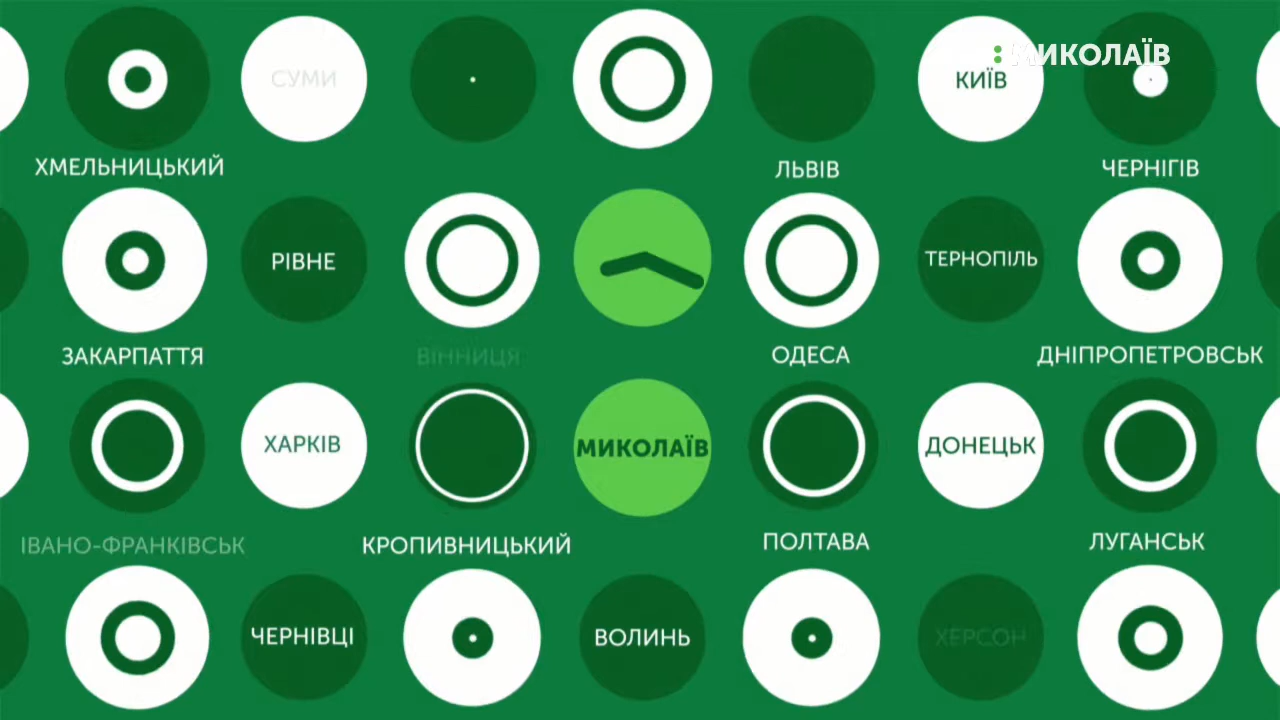 МИКОЛАЇВ
СУМИ
КИЇВ
ХМЕЛЬНИЦЬКИЙ
ЛЬВІВ
ЧЕРНІГІВ
РІВНЕ
ТЕРНОПІЛЬ
ЗАКАРПАТТЯ
ВІННИЦЯ
ОДЕСА
ДНІПРОПЕТРОВСЬК
ХАРКІВ
МИКОЛАЇВ
ДОНЕЦЬК
ІВАНО-ФРАНКІВСЬК
КРОПИВНИЦЬКИЙ
ПОЛТАВА
ЛУГАНСЬК
ЧЕРНІВЦІ
ВОЛИНЬ
ХЕРСОН